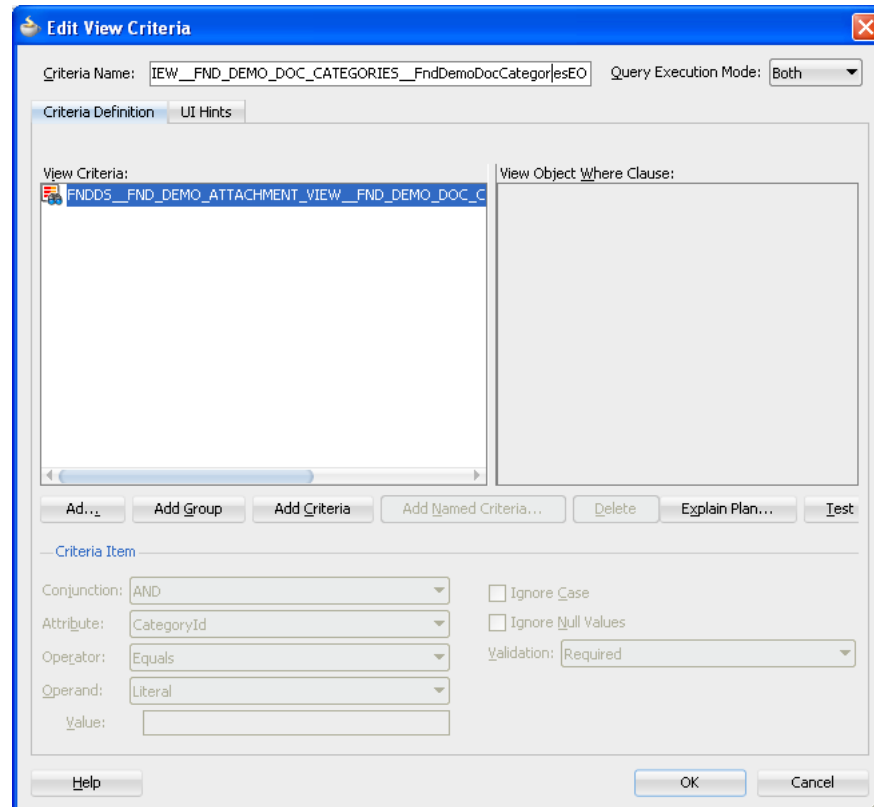 Edit View Criteria
Criteria Name: IEW__FND_DEMO_DOC_CATEGORIES__FndDemoDocCategoriesEO Query Execution Mode: Both
Criteria Definition UI Hints
View Criteria: View Object Where Clause:
FNDDS__FND_DEMO_ATTACHMENT_VIEW__FND_DEMO_DOC_C
Ad... Add Group Add Criteria Add Named Criteria... Delete Explain Plan... Test
Criteria Item
Conjunction: AND Ignore Case
Attribute: CategoryId Ignore Null Values
Operator: Equals Validation: Required
Operand: Literal
Value:
Help OK Cancel